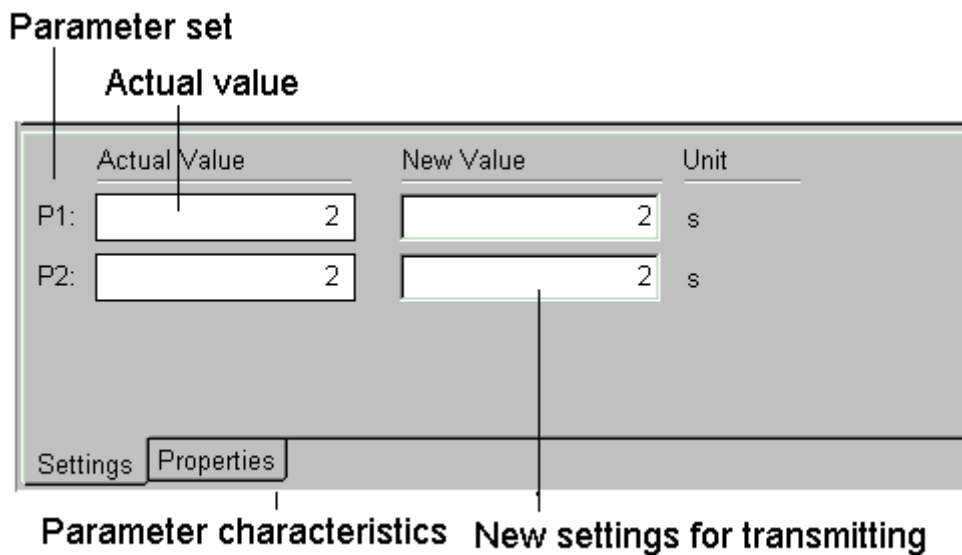 Parameter set
Actual value
Actual Value New Value Unit
P1: 2 2 s
P2: 2 2 s
Settings Properties
Parameter characteristics New settings for transmitting